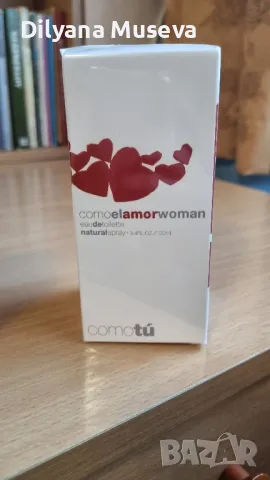 Dilyana Museva
comoelamorwoman
eaudetoilette
naturalspray
comotú
BAZAR